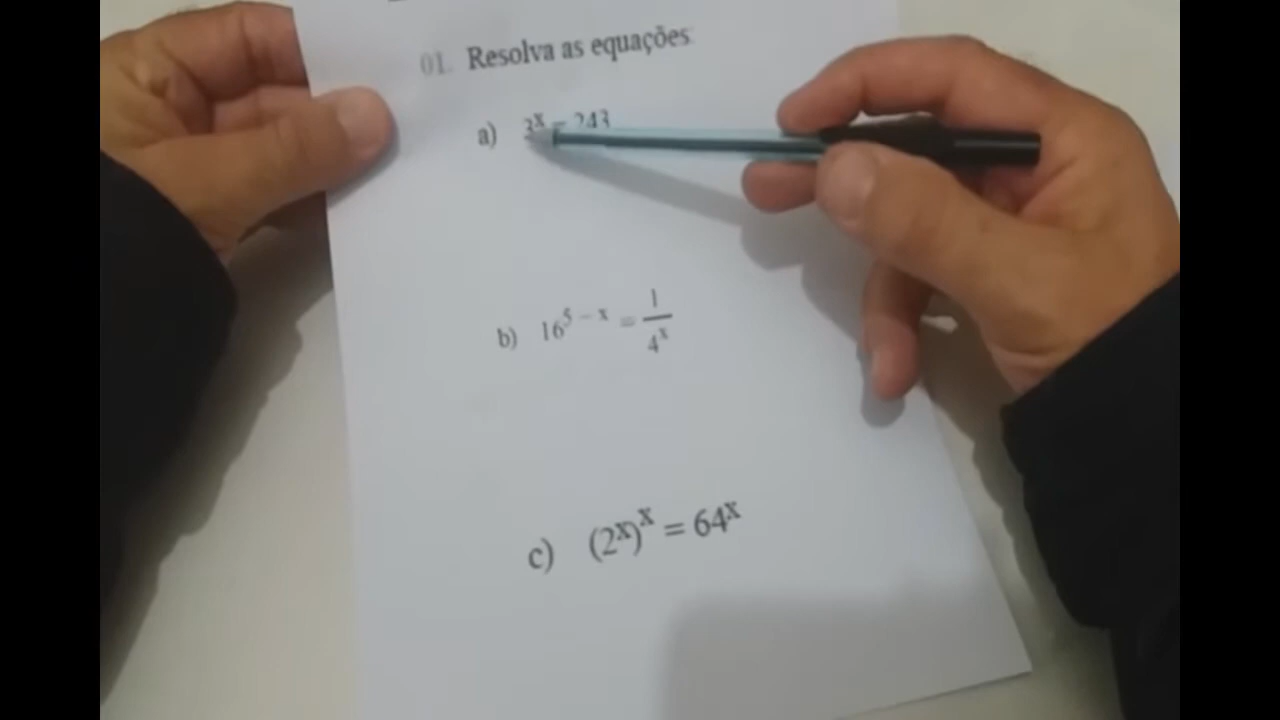 01. Resolva as equações:
a) 3ˣ = 243
b) 16⁵ ⁻ ˣ = 1/4ˣ
c) (2ˣ)ˣ = 64ˣ